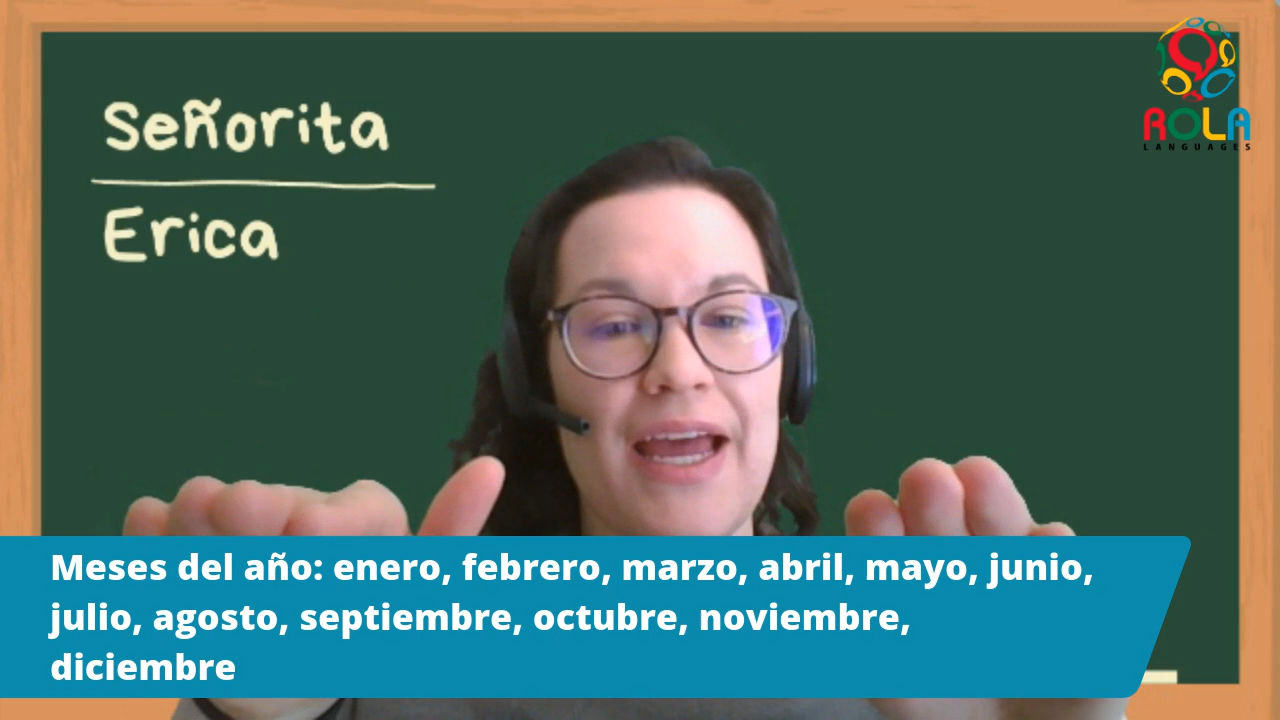 Señorita
Erica
ROLA
LANGUAGES
Meses del año: enero, febrero, marzo, abril, mayo, junio,
julio, agosto, septiembre, octubre, noviembre,
diciembre